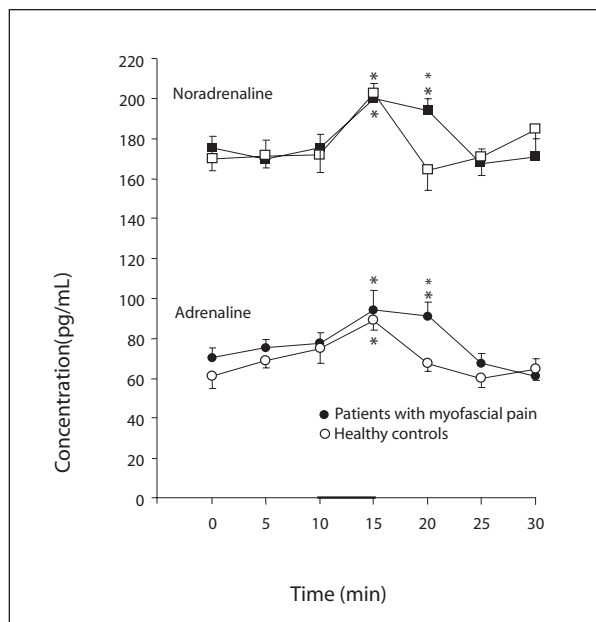 220
Noradrenaline
200
180
160
140
120
100
Adrenaline
80
60
40
20
0
Concentration(pg/mL)
* * *
*
* * *
*
Patients with myofascial pain
Healthy controls
0 5 10 15 20 25 30
Time (min)